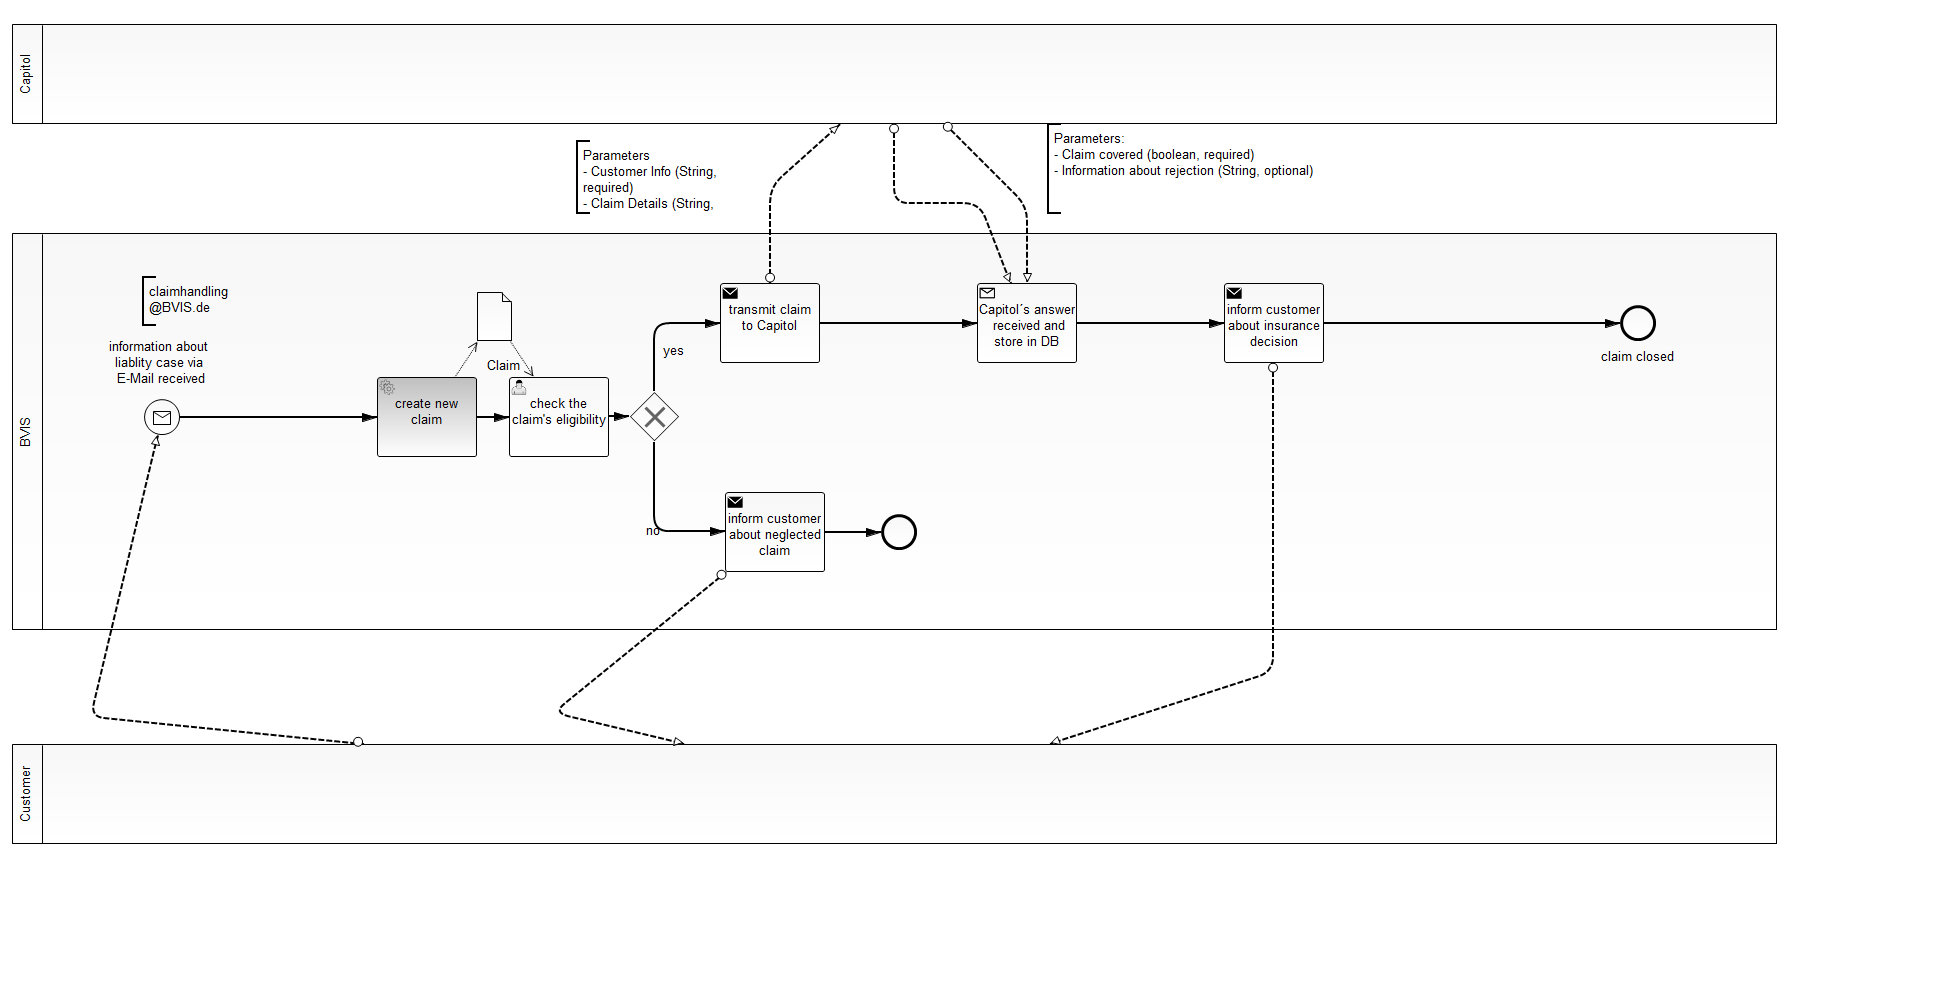 Capitol
Parameters
- Customer Info (String,
required)
- Claim Details (String,
Parameters:
- Claim covered (boolean, required)
- Information about rejection (String, optional)
BVIS
claimhandling
@BVIS.de
information about
liablity case via
E-Mail received
create new
claim
Claim
check the
claim's eligibility
yes
no
transmit claim
to Capitol
Capitol´s answer
received and
store in DB
inform customer
about insurance
decision
claim closed
inform customer
about neglected
claim
Customer